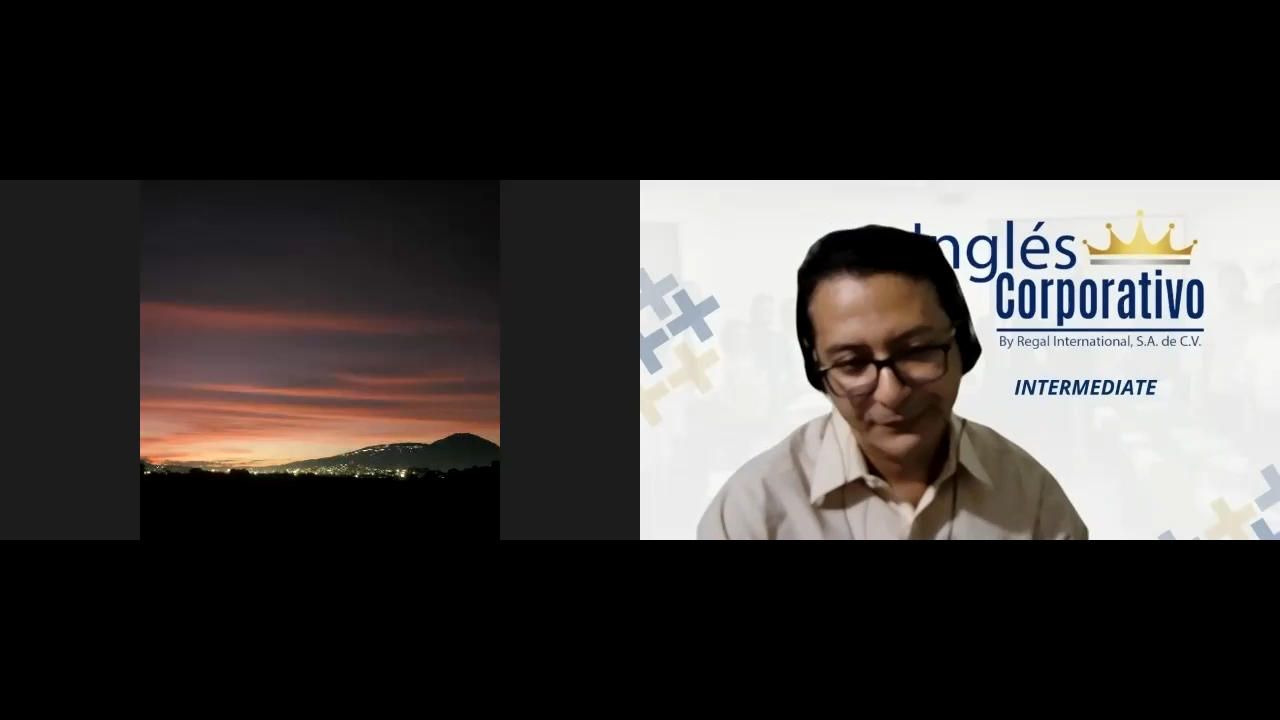 Inglés
Corporativo
By Regal International, S.A. de C.V.
INTERMEDIATE